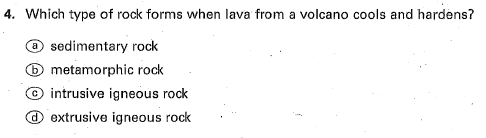 4. Which type of rock forms when lava from a volcano cools and hardens?
ⓐ sedimentary rock
ⓑ metamorphic rock
ⓒ intrusive igneous rock
ⓓ extrusive igneous rock